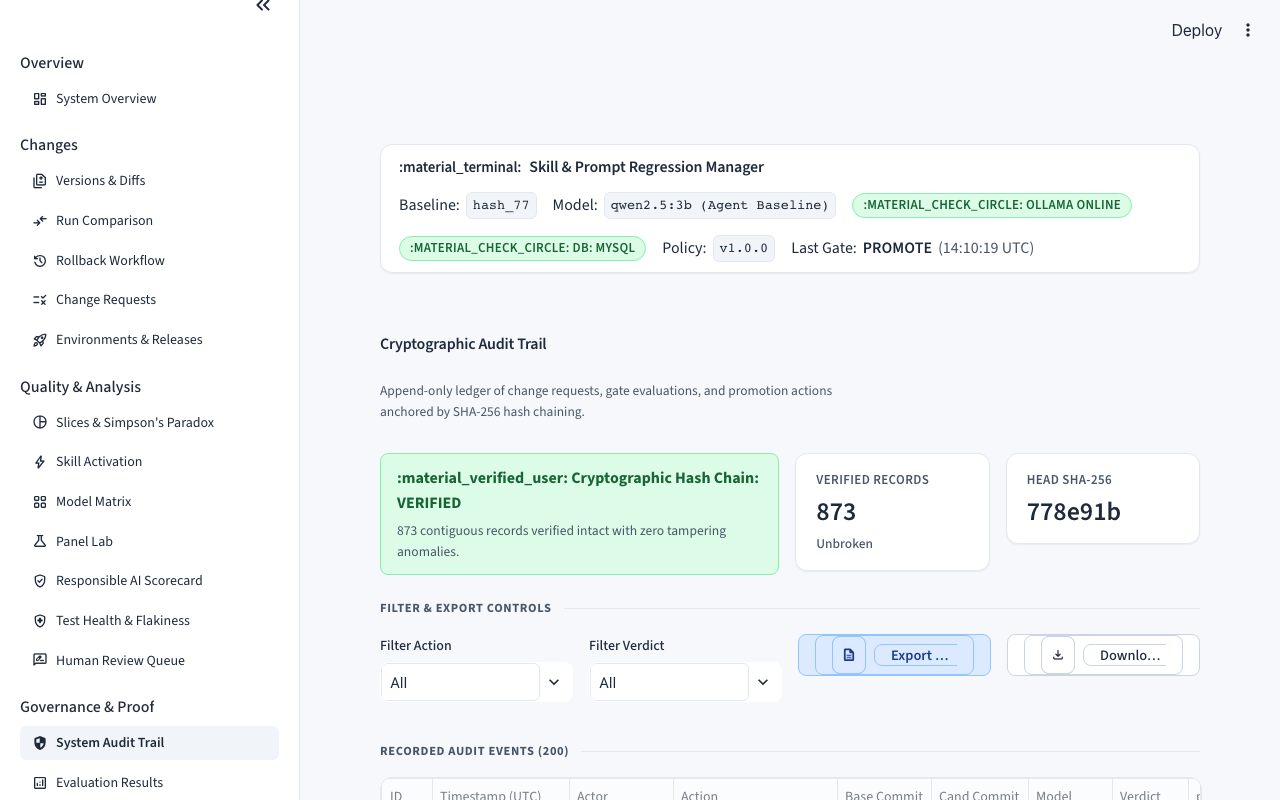 Deploy
Overview
System Overview
Changes
Versions & Diffs
Run Comparison
Rollback Workflow
Change Requests
Environments & Releases
Quality & Analysis
Slices & Simpson's Paradox
Skill Activation
Model Matrix
Panel Lab
Responsible AI Scorecard
Test Health & Flakiness
Human Review Queue
Governance & Proof
System Audit Trail
Evaluation Results
:material_terminal: Skill & Prompt Regression Manager
Baseline: hash_77 Model: qwen2.5:3b (Agent Baseline) :MATERIAL_CHECK_CIRCLE: OLLAMA ONLINE
:MATERIAL_CHECK_CIRCLE: DB: MYSQL Policy: v1.0.0 Last Gate: PROMOTE (14:10:19 UTC)
Cryptographic Audit Trail
Append-only ledger of change requests, gate evaluations, and promotion actions
anchored by SHA-256 hash chaining.
:material_verified_user: Cryptographic Hash Chain:
VERIFIED
873 contiguous records verified intact with zero tampering
anomalies.
VERIFIED RECORDS
873
Unbroken
HEAD SHA-256
778e91b
FILTER & EXPORT CONTROLS
Filter Action
All
Filter Verdict
All
Export ...
Downlo...
RECORDED AUDIT EVENTS (200)
ID Timestamp (UTC) Actor Action Base Commit Cand Commit Model Verdict